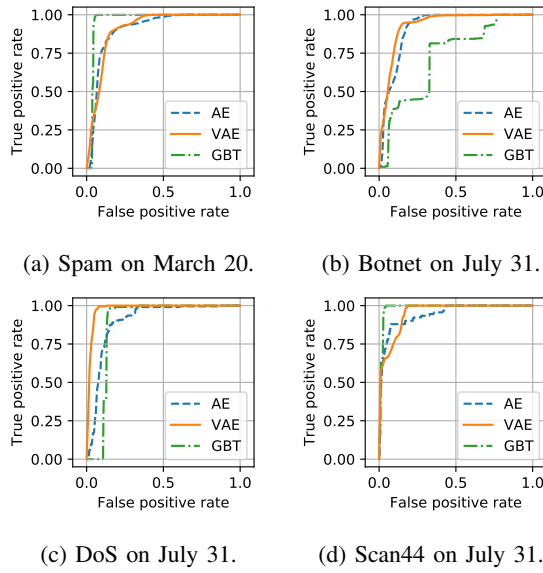 True positive rate
1.00
0.75
0.50
0.25
0.00
AE
VAE
GBT
0.0 0.5 1.0
False positive rate
(a) Spam on March 20.
True positive rate
1.00
0.75
0.50
0.25
0.00
AE
VAE
GBT
0.0 0.5 1.0
False positive rate
(b) Botnet on July 31.
True positive rate
1.00
0.75
0.50
0.25
0.00
AE
VAE
GBT
0.0 0.5 1.0
False positive rate
(c) DoS on July 31.
True positive rate
1.00
0.75
0.50
0.25
0.00
AE
VAE
GBT
0.0 0.5 1.0
False positive rate
(d) Scan44 on July 31.